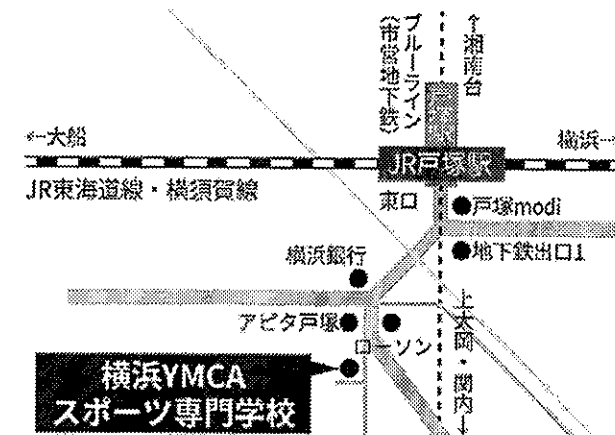 ブルーライン
(市営地下鉄)
↑湘南台
←大船
横浜→
JR戸塚駅
JR東海道線・横須賀線
東口
戸塚modi
地下鉄出口1
横浜銀行
アピタ戸塚
ローソン
上大岡・関内→
横浜YMCA
スポーツ専門学校